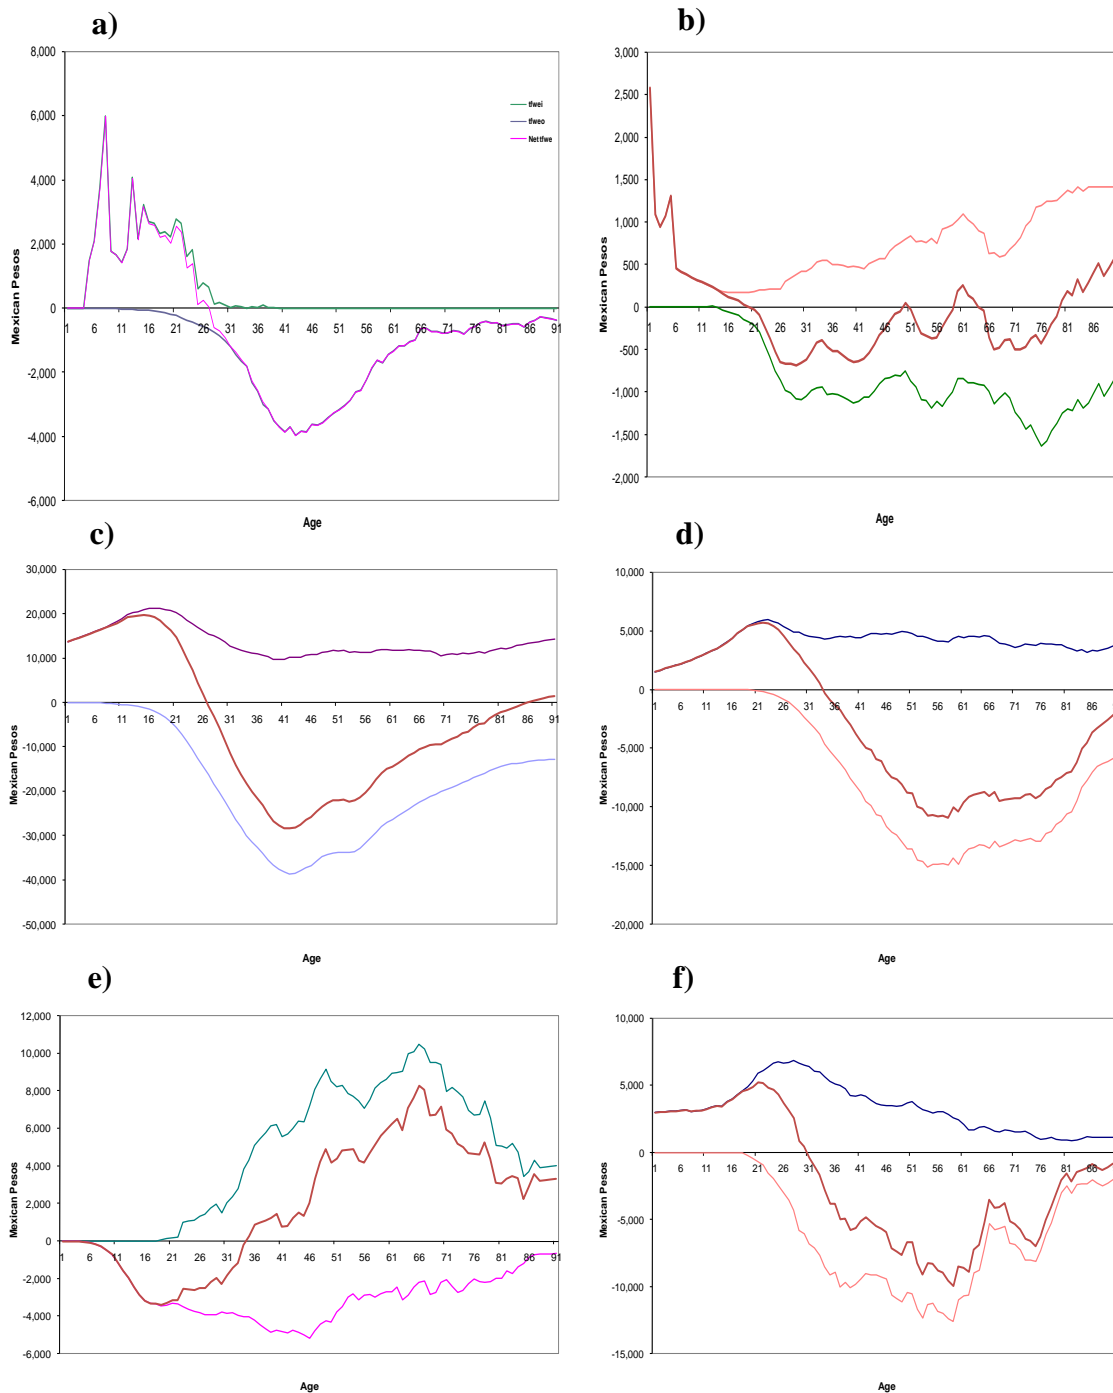 a)
8,000
6,000
4,000
2,000
0
-2,000
-4,000
-6,000
Mexican Pesos
tfwei
tfweo
Net tfwe
1 6 11 16 21 26 31 36 41 46 51 56 61 66 71 76 81 86 91
Age
b)
3,000
2,500
2,000
1,500
1,000
500
0
-500
-1,000
-1,500
-2,000
Mexican Pesos
1 6 11 16 21 26 31 36 41 46 51 56 61 66 71 76 81 86
Age
c)
30,000
20,000
10,000
0
-10,000
-20,000
-30,000
-40,000
-50,000
Mexican Pesos
1 6 11 16 21 26 31 36 41 46 51 56 61 66 71 76 81 86 91
Age
d)
10,000
5,000
0
-5,000
-10,000
-15,000
-20,000
Mexican Pesos
1 6 11 16 21 26 31 36 41 46 51 56 61 66 71 76 81 86
Age
e)
12,000
10,000
8,000
6,000
4,000
2,000
0
-2,000
-4,000
-6,000
Mexican Pesos
1 6 11 16 21 26 31 36 41 46 51 56 61 66 71 76 81 86 91
Age
f)
10,000
5,000
0
-5,000
-10,000
-15,000
Mexican Pesos
1 6 11 16 21 26 31 36 41 46 51 56 61 66 71 76 81 86
Age